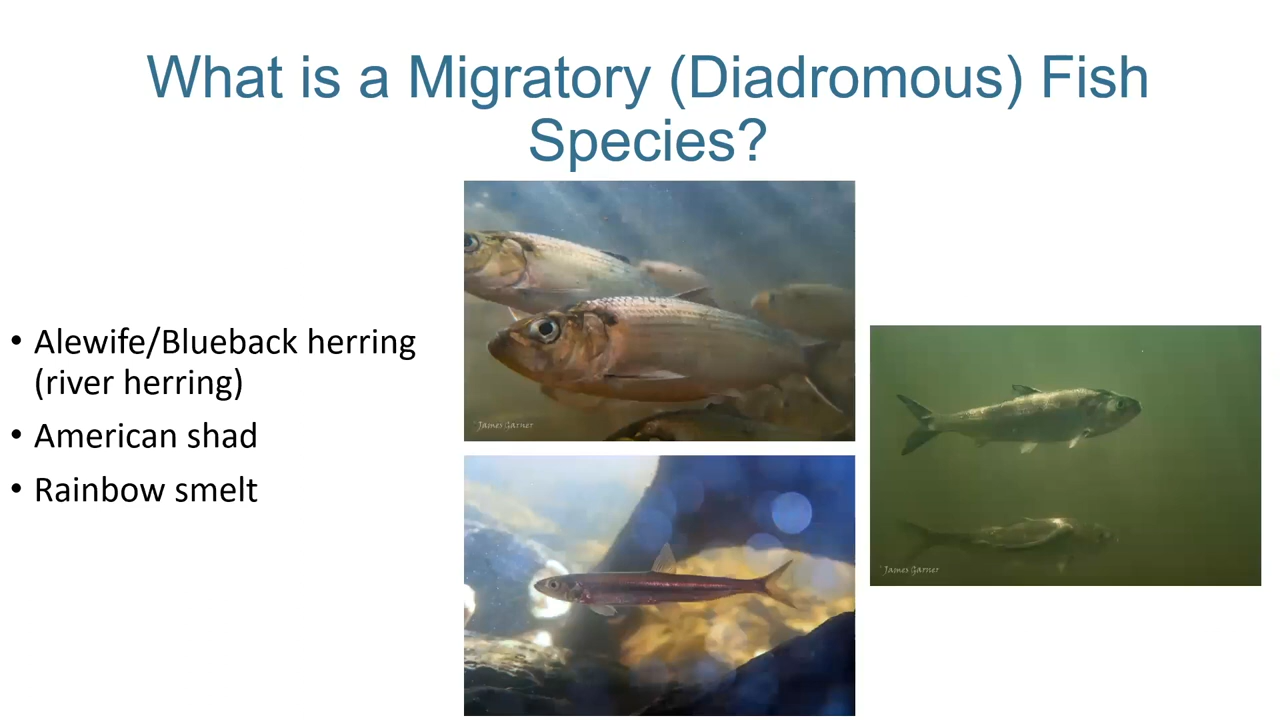 What is a Migratory (Diadromous) Fish
Species?
• Alewife/Blueback herring
(river herring)
• American shad
• Rainbow smelt
James Garner
James Garner